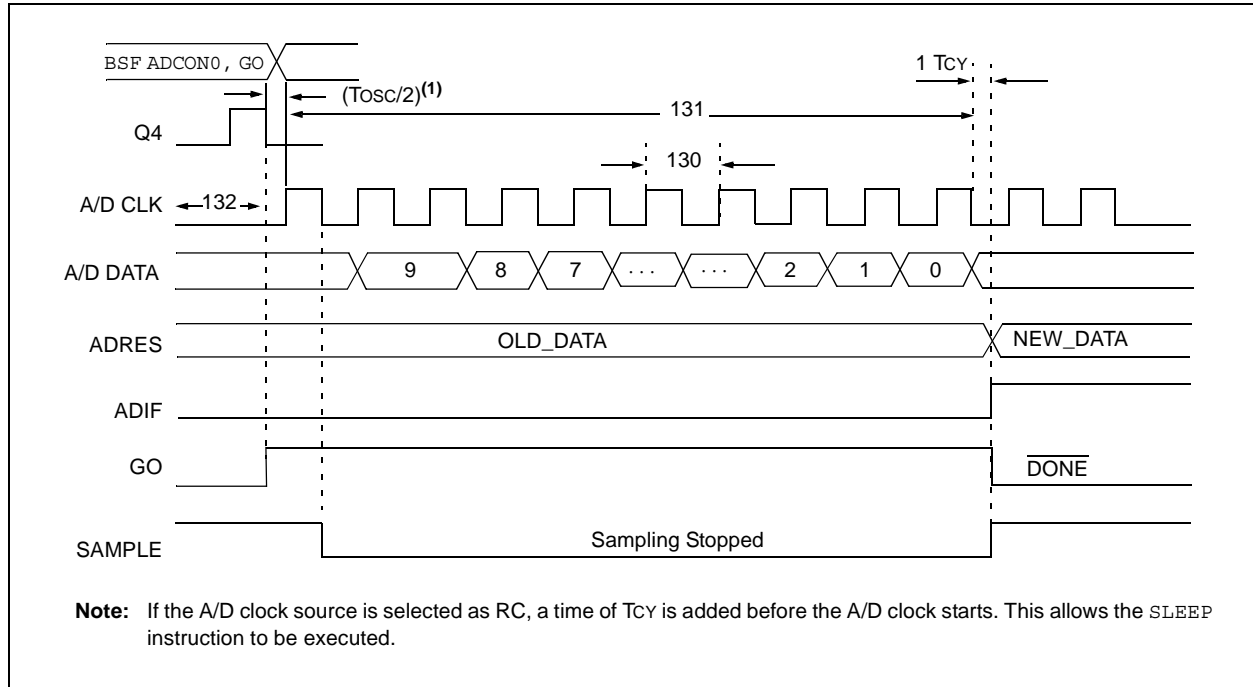 BSF ADCON0, GO
1 TCY
(TOSC/2)(1)
131
Q4
130
A/D CLK
132
A/D DATA
9 8 7 . . . . . . 2 1 0
ADRES
OLD_DATA
NEW_DATA
ADIF
GO
DONE
SAMPLE
Sampling Stopped
Note: If the A/D clock source is selected as RC, a time of TCY is added before the A/D clock starts. This allows the SLEEP
instruction to be executed.